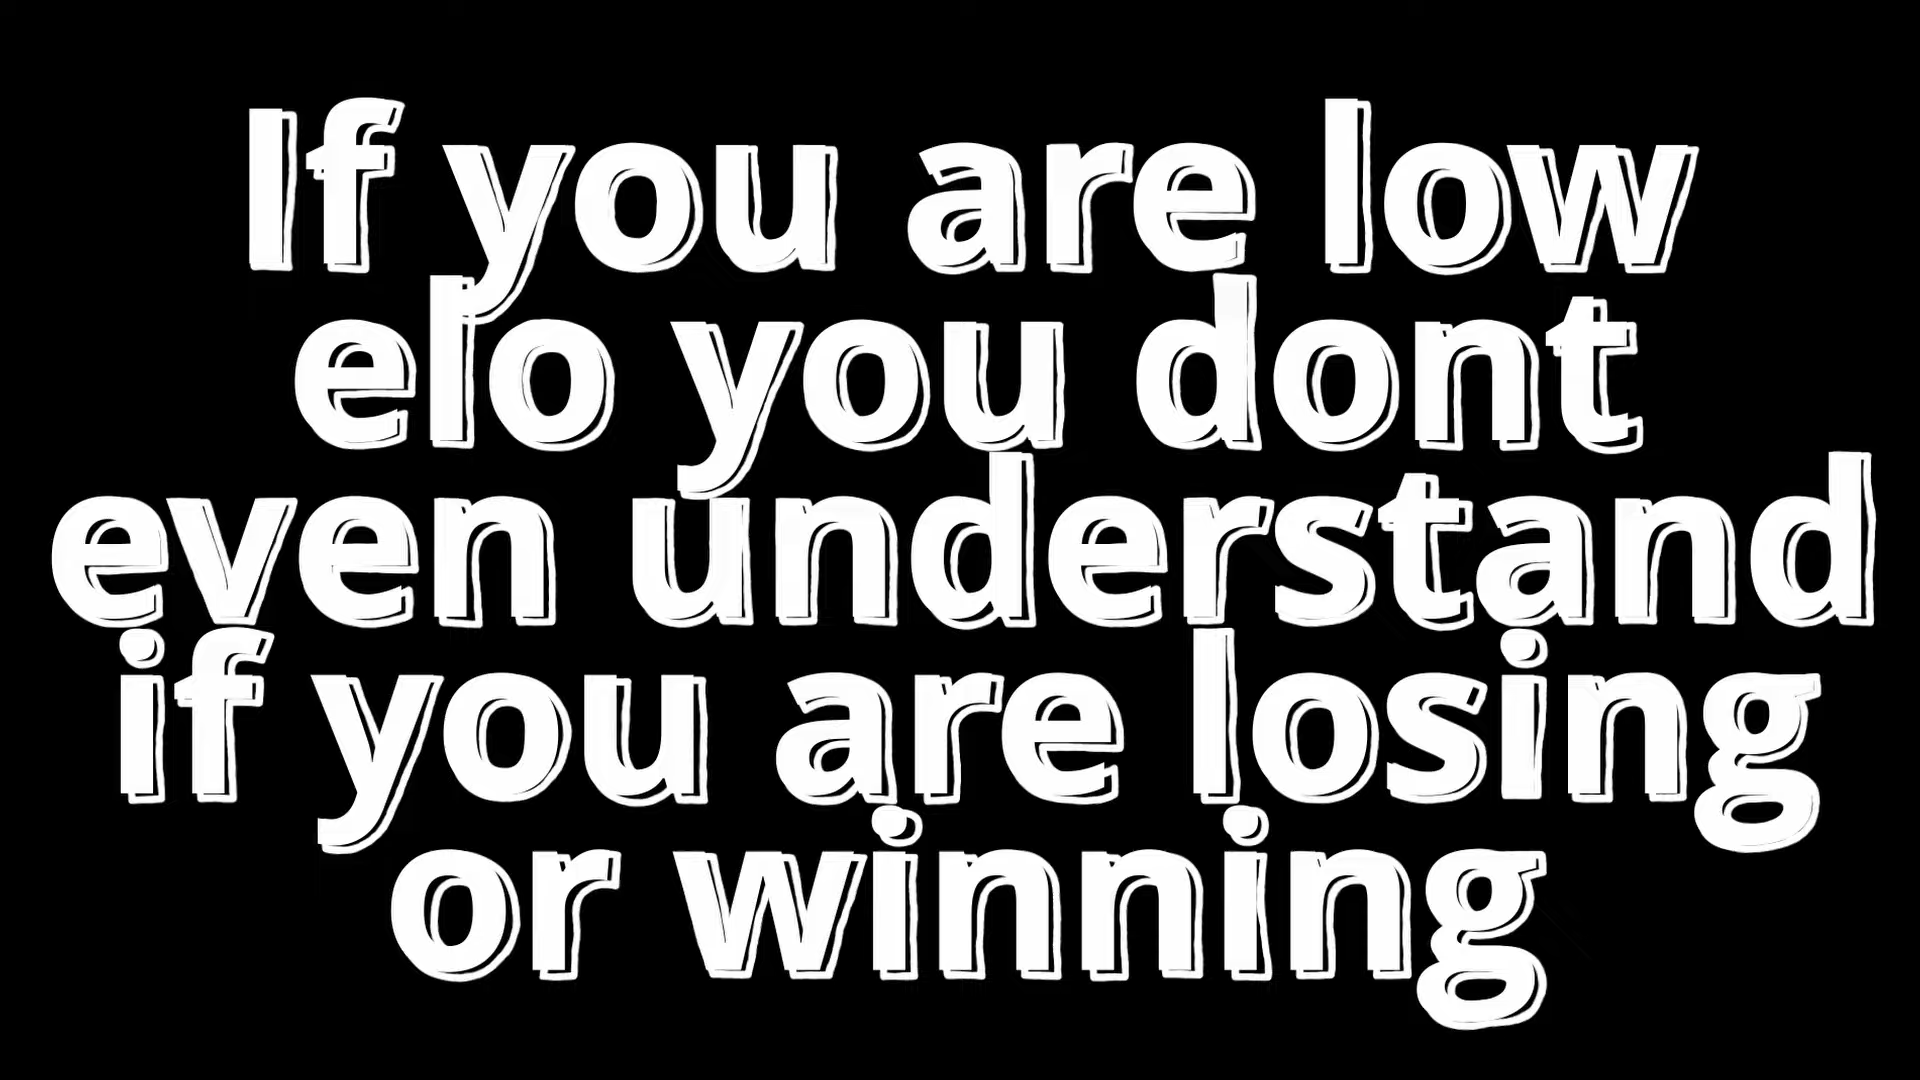 If you are low
elo you dont
even understand
if you are losing
or winning